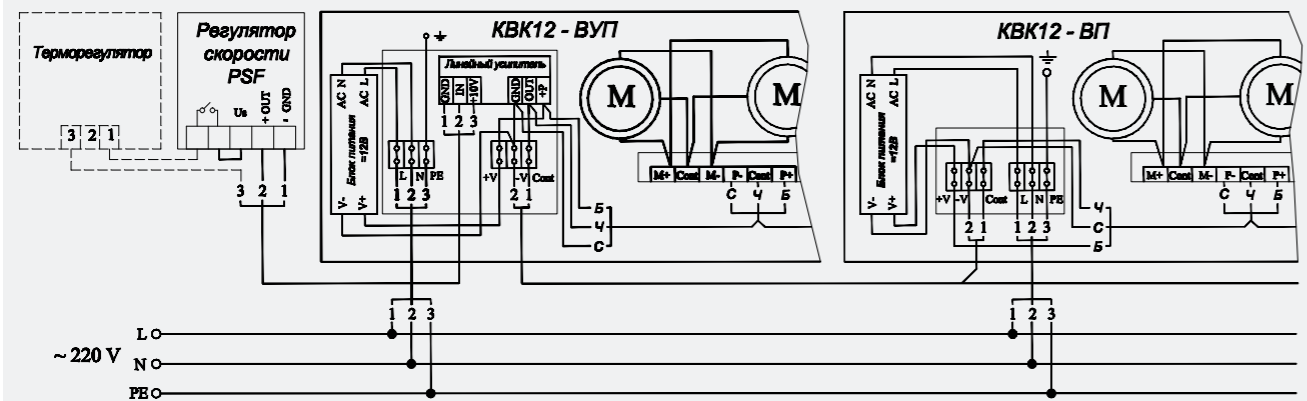 Терморегулятор
3 2 1
Регулятор
скорости
PSF
Us
+ OUT
- GND
3 2 1
КВК12 - ВУП
Блок питания
=12В
AC N
AC L
V-
V+
Линейный усилитель
GND IN +10V
1 2 3
GND OUT +P
L N PE
1 2 3
+V -V Cont
2 1
Б
Ч
С
M
M
M+ Cont M- P- Cont P+
С Ч Б
КВК12 - ВП
Блок питания
=12В
AC N
AC L
V-
V+
+V -V Cont L N PE
2 1 1 2 3
Ч
С
Б
M
M
M+ Cont M- P- Cont P+
С Ч Б
1 2 3
1 2 3
~ 220 V
L
N
PE